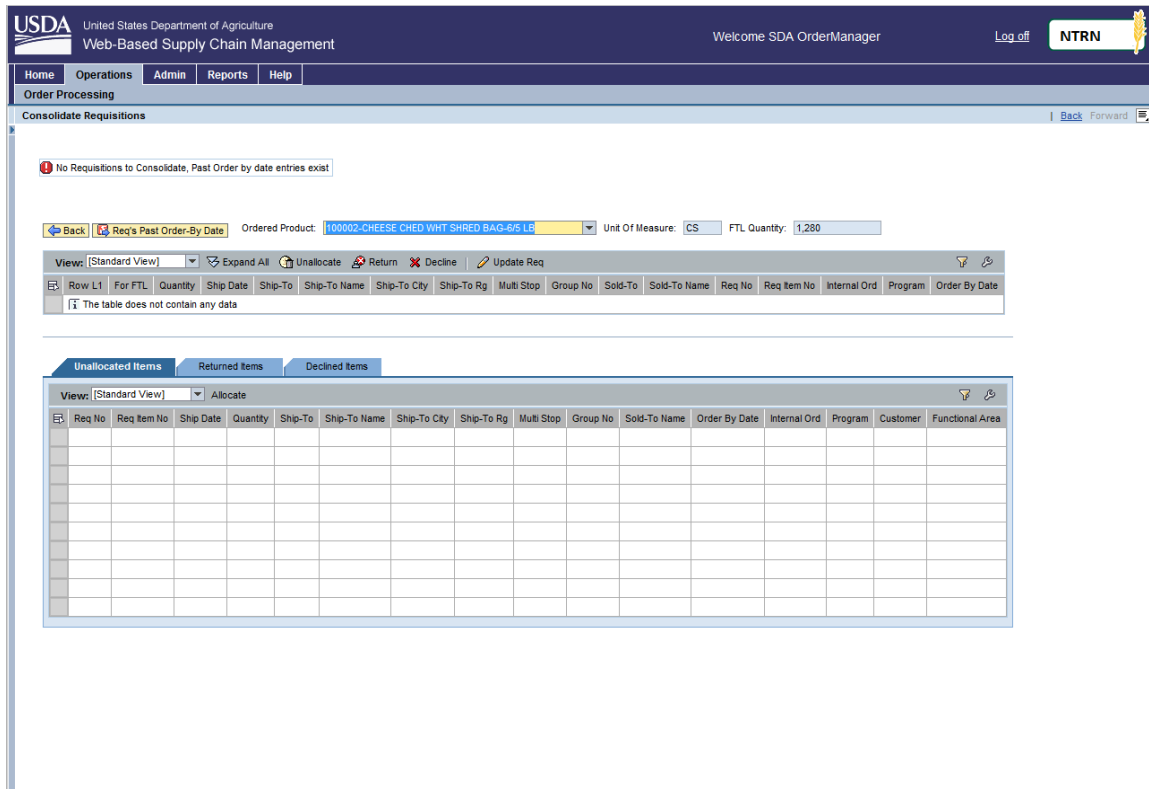 USDA
United States Department of Agriculture
Web-Based Supply Chain Management
Welcome SDA OrderManager
Log off
NTRN
Home Operations Admin Reports Help
Order Processing
Consolidate Requisitions
| Back Forward
No Requisitions to Consolidate, Past Order by date entries exist
Back Req's Past Order-By Date Ordered Product: 100002-CHEESE CHED WHT SHRED BAG-6/5 LB Unit Of Measure: CS FTL Quantity: 1,280
View: [Standard View] Expand All Unallocate Return Decline Update Req
Row L1 For FTL Quantity Ship Date Ship-To Ship-To Name Ship-To City Ship-To Rg Multi Stop Group No Sold-To Sold-To Name Req No Req Item No Internal Ord Program Order By Date
The table does not contain any data
Unallocated Items Returned Items Declined Items
View: [Standard View] Allocate
Req No Req Item No Ship Date Quantity Ship-To Ship-To Name Ship-To City Ship-To Rg Multi Stop Group No Sold-To Name Order By Date Internal Ord Program Customer Functional Area